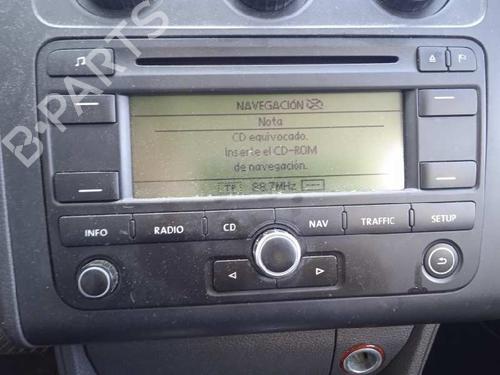 B-PARTS
NAVEGACIÓN
Nota
CD equivocado.
Inserte el CD-ROM
de navegación.
TP 88.7MHz ----
INFO RADIO CD NAV TRAFFIC SETUP